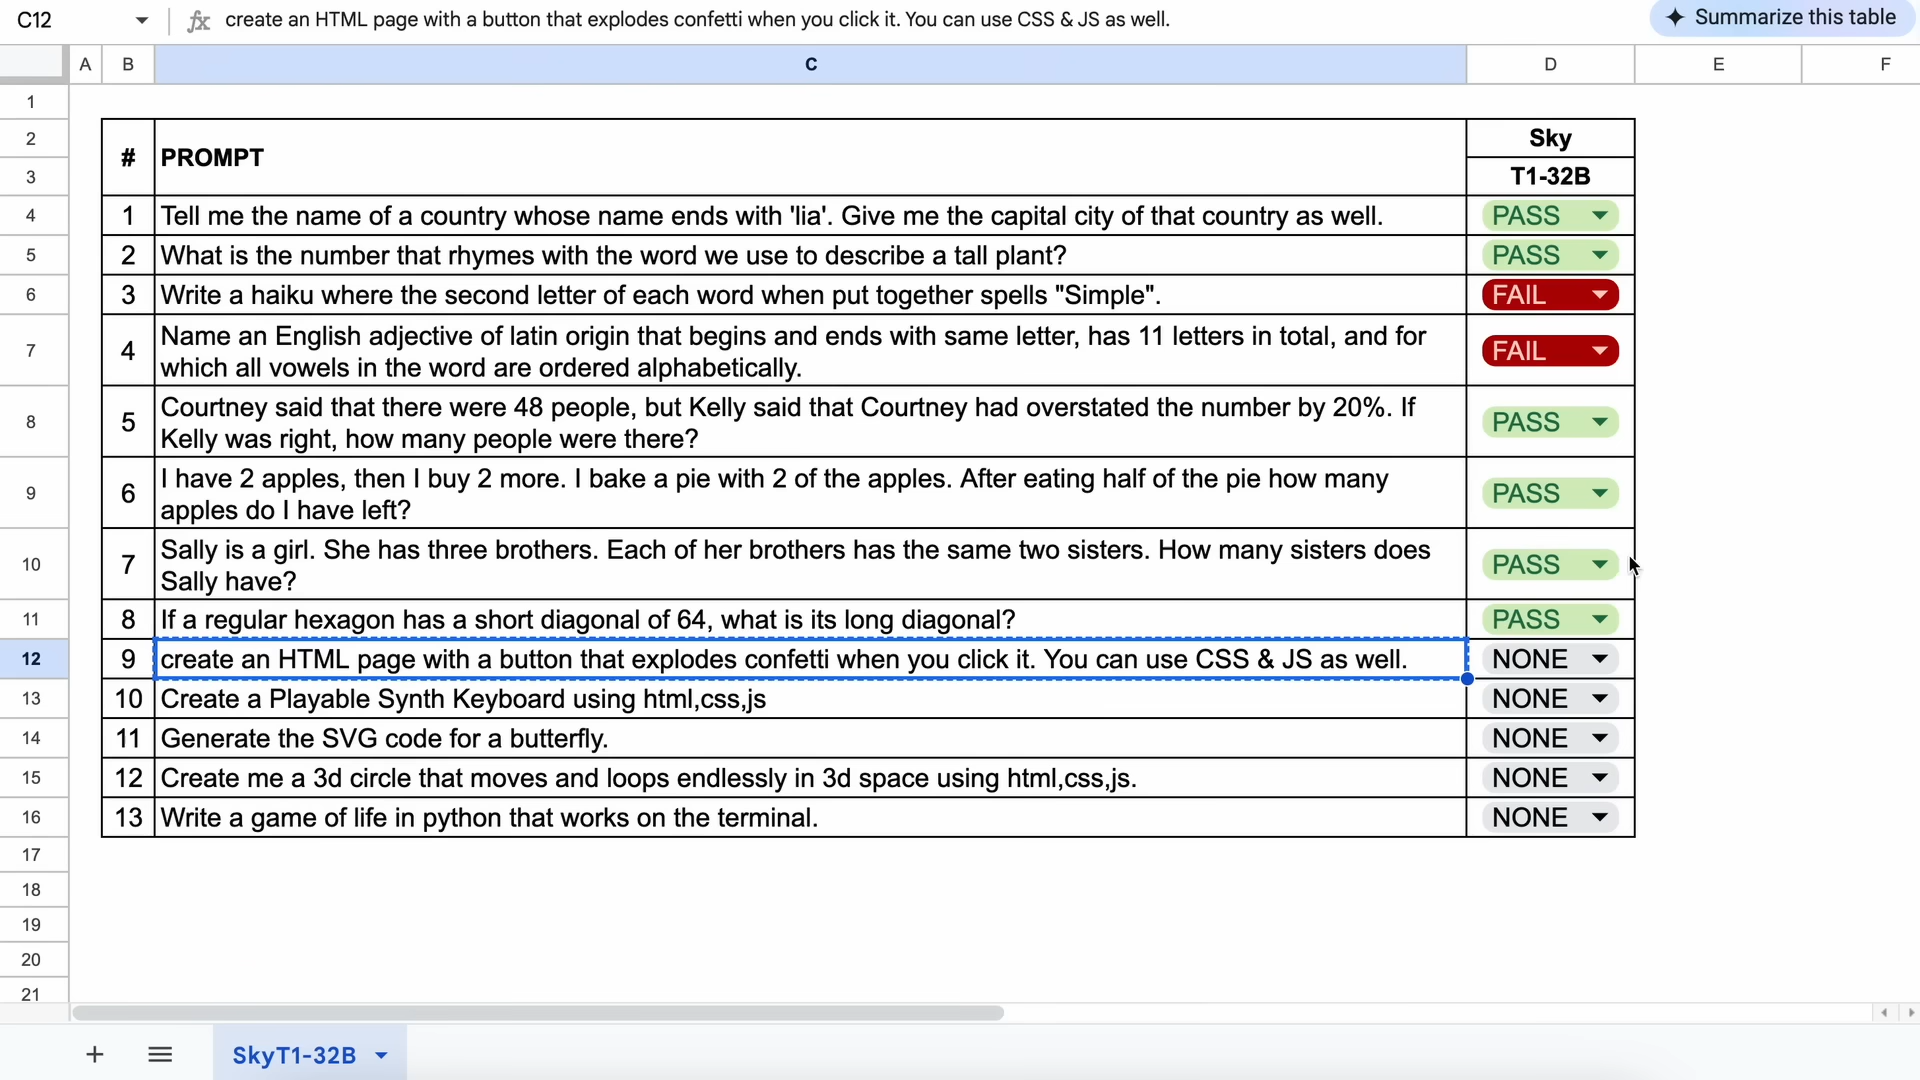 C12
fx create an HTML page with a button that explodes confetti when you click it. You can use CSS & JS as well.
Summarize this table
A B C D E F
1
2 # PROMPT Sky
3 T1-32B
4 1 Tell me the name of a country whose name ends with 'lia'. Give me the capital city of that country as well. PASS
5 2 What is the number that rhymes with the word we use to describe a tall plant? PASS
6 3 Write a haiku where the second letter of each word when put together spells "Simple". FAIL
7 4 Name an English adjective of latin origin that begins and ends with same letter, has 11 letters in total, and for
which all vowels in the word are ordered alphabetically. FAIL
8 5 Courtney said that there were 48 people, but Kelly said that Courtney had overstated the number by 20%. If
Kelly was right, how many people were there? PASS
9 6 I have 2 apples, then I buy 2 more. I bake a pie with 2 of the apples. After eating half of the pie how many
apples do I have left? PASS
10 7 Sally is a girl. She has three brothers. Each of her brothers has the same two sisters. How many sisters does
Sally have? PASS
11 8 If a regular hexagon has a short diagonal of 64, what is its long diagonal? PASS
12 9 create an HTML page with a button that explodes confetti when you click it. You can use CSS & JS as well. NONE
13 10 Create a Playable Synth Keyboard using html,css,js NONE
14 11 Generate the SVG code for a butterfly. NONE
15 12 Create me a 3d circle that moves and loops endlessly in 3d space using html,css,js. NONE
16 13 Write a game of life in python that works on the terminal. NONE
17
18
19
20
21
SkyT1-32B